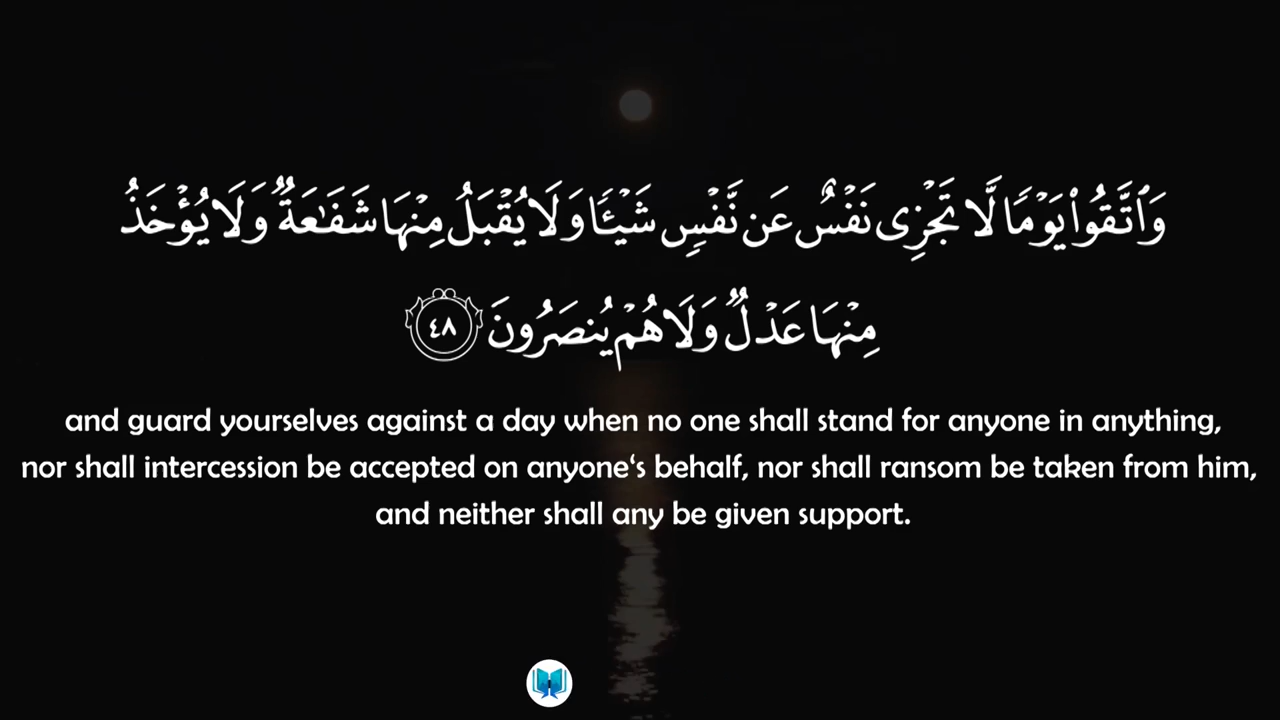 وَٱتَّقُوا۟ يَوْمًا لَّا تَجْزِى نَفْسٌ عَن نَّفْسٍ شَيْـًٔا وَلَا يُقْبَلُ مِنْهَا شَفَـٰعَةٌ وَلَا يُؤْخَذُ
مِنْهَا عَدْلٌ وَلَا هُمْ يُنصَرُونَ ٤٨
and guard yourselves against a day when no one shall stand for anyone in anything,
nor shall intercession be accepted on anyone‘s behalf, nor shall ransom be taken from him,
and neither shall any be given support.